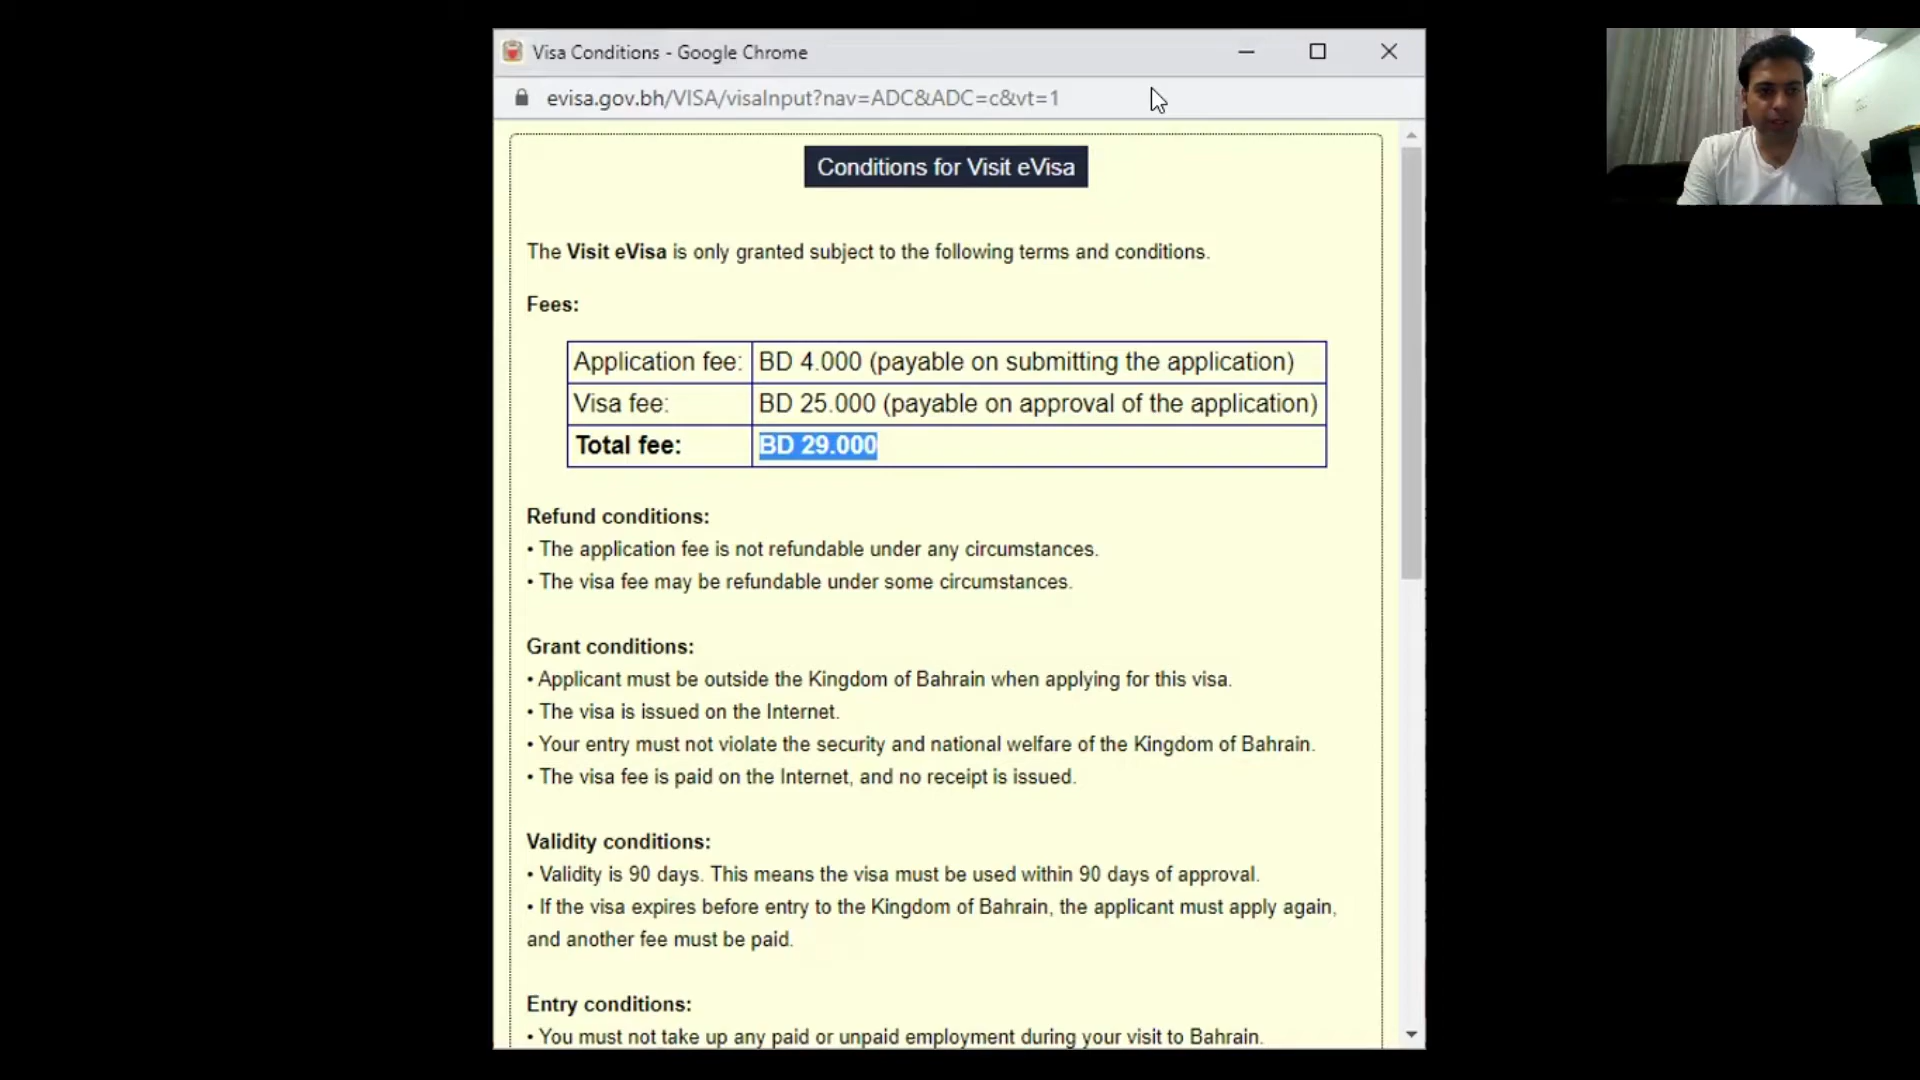 Visa Conditions - Google Chrome
evisa.gov.bh/VISA/visaInput?nav=ADC&ADC=c&vt=1
Conditions for Visit eVisa
The Visit eVisa is only granted subject to the following terms and conditions.
Fees:
Application fee: BD 4.000 (payable on submitting the application)
Visa fee: BD 25.000 (payable on approval of the application)
Total fee: BD 29.000
Refund conditions:
• The application fee is not refundable under any circumstances.
• The visa fee may be refundable under some circumstances.
Grant conditions:
• Applicant must be outside the Kingdom of Bahrain when applying for this visa.
• The visa is issued on the Internet.
• Your entry must not violate the security and national welfare of the Kingdom of Bahrain.
• The visa fee is paid on the Internet, and no receipt is issued.
Validity conditions:
• Validity is 90 days. This means the visa must be used within 90 days of approval.
• If the visa expires before entry to the Kingdom of Bahrain, the applicant must apply again,
and another fee must be paid.
Entry conditions:
• You must not take up any paid or unpaid employment during your visit to Bahrain.